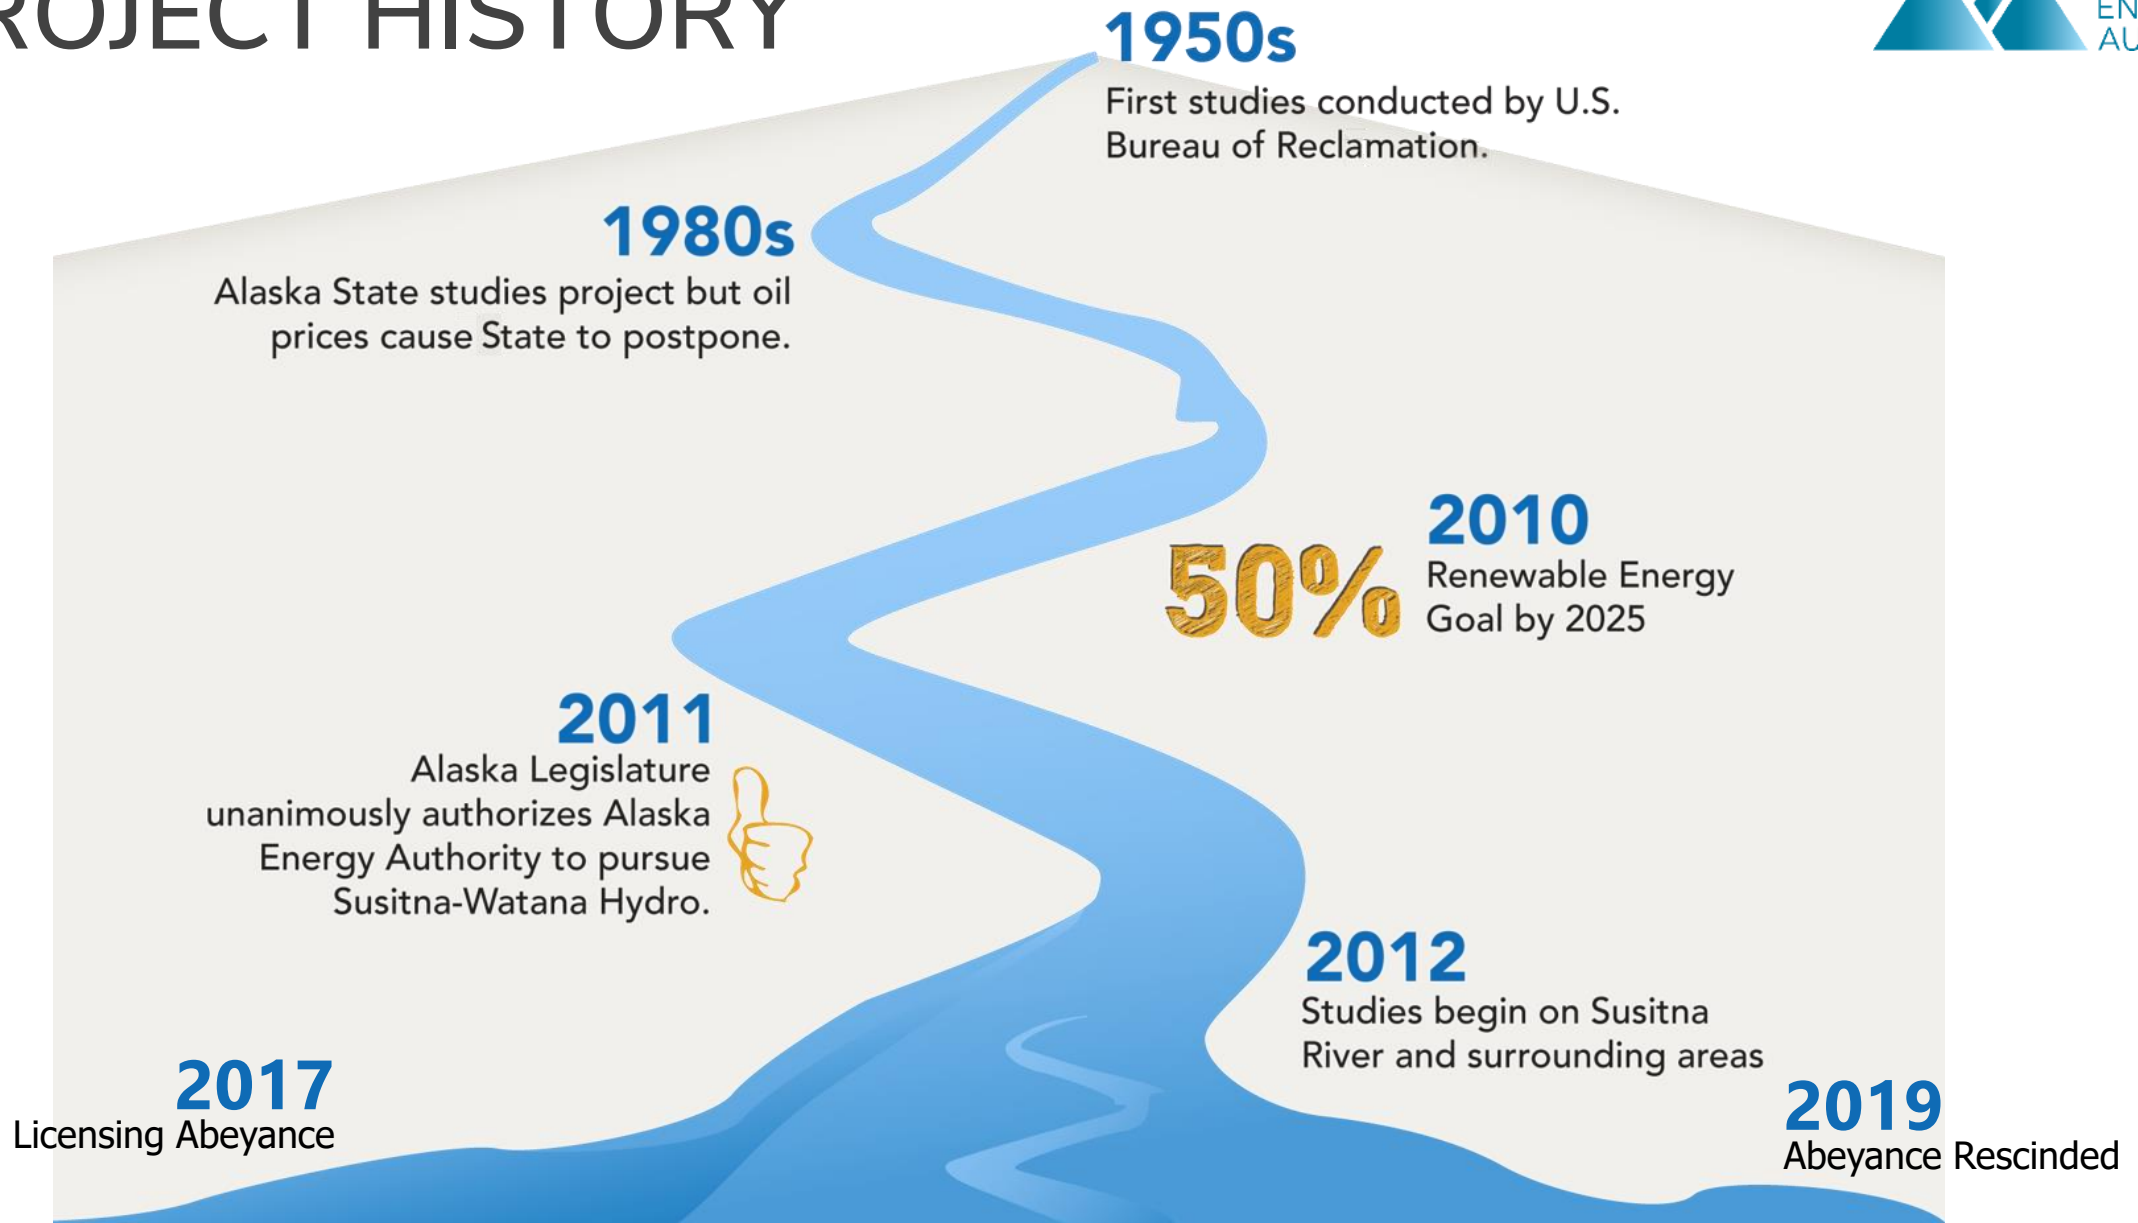 ROJECT HISTORY
EN
AU
1950s
First studies conducted by U.S.
Bureau of Reclamation.
1980s
Alaska State studies project but oil
prices cause State to postpone.
50%
2010
Renewable Energy
Goal by 2025
2011
Alaska Legislature
unanimously authorizes Alaska
Energy Authority to pursue
Susitna-Watana Hydro.
2012
Studies begin on Susitna
River and surrounding areas
2017
Licensing Abeyance
2019
Abeyance Rescinded